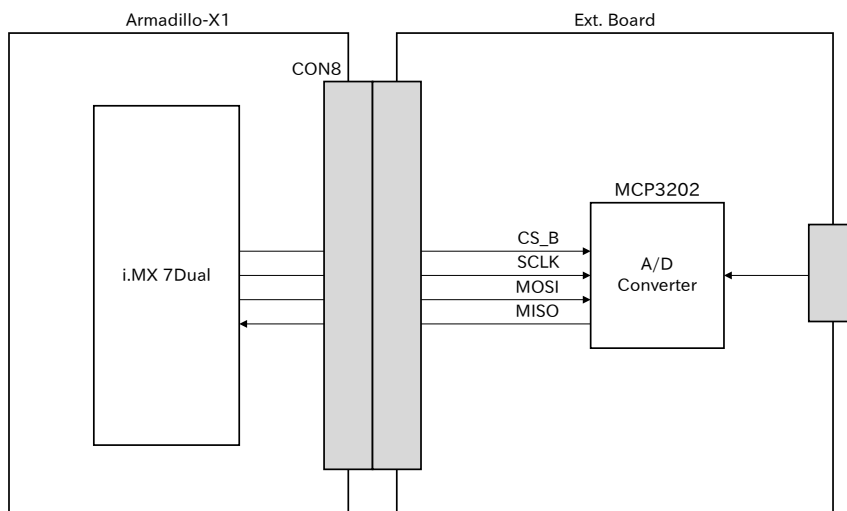 Armadillo-X1
Ext. Board
CON8
MCP3202
CS_B
SCLK
MOSI
MISO
i.MX 7Dual
A/D
Converter